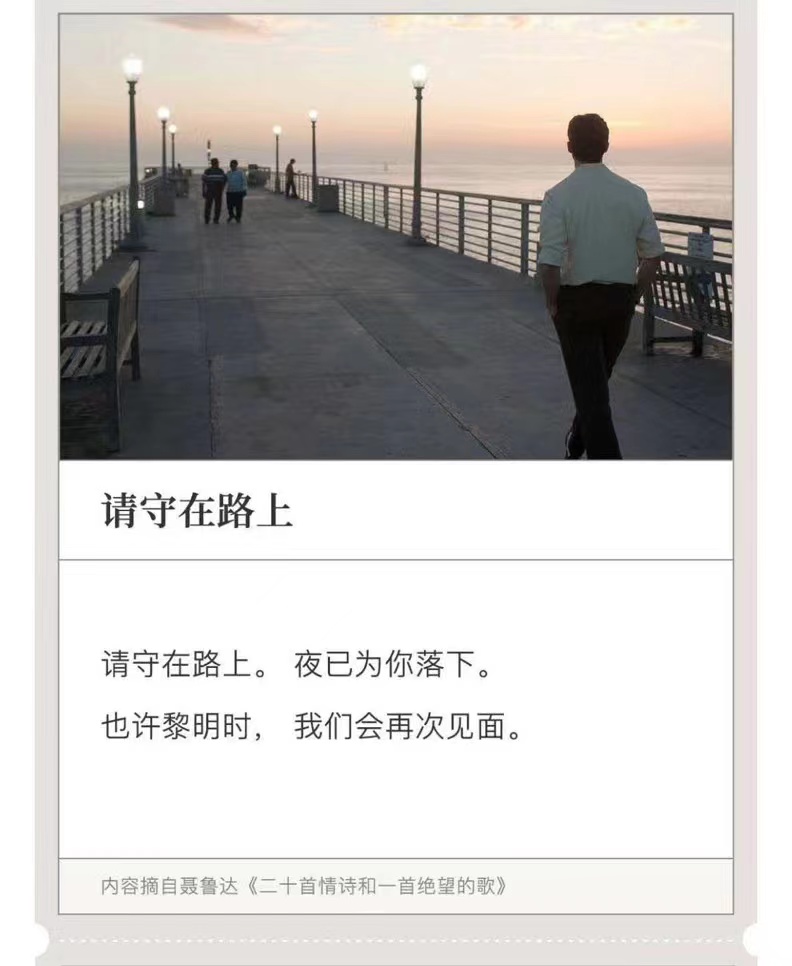 请守在路上
请守在路上。 夜已为你落下。
也许黎明时, 我们会再次见面。
内容摘自聂鲁达《二十首情诗和一首绝望的歌》